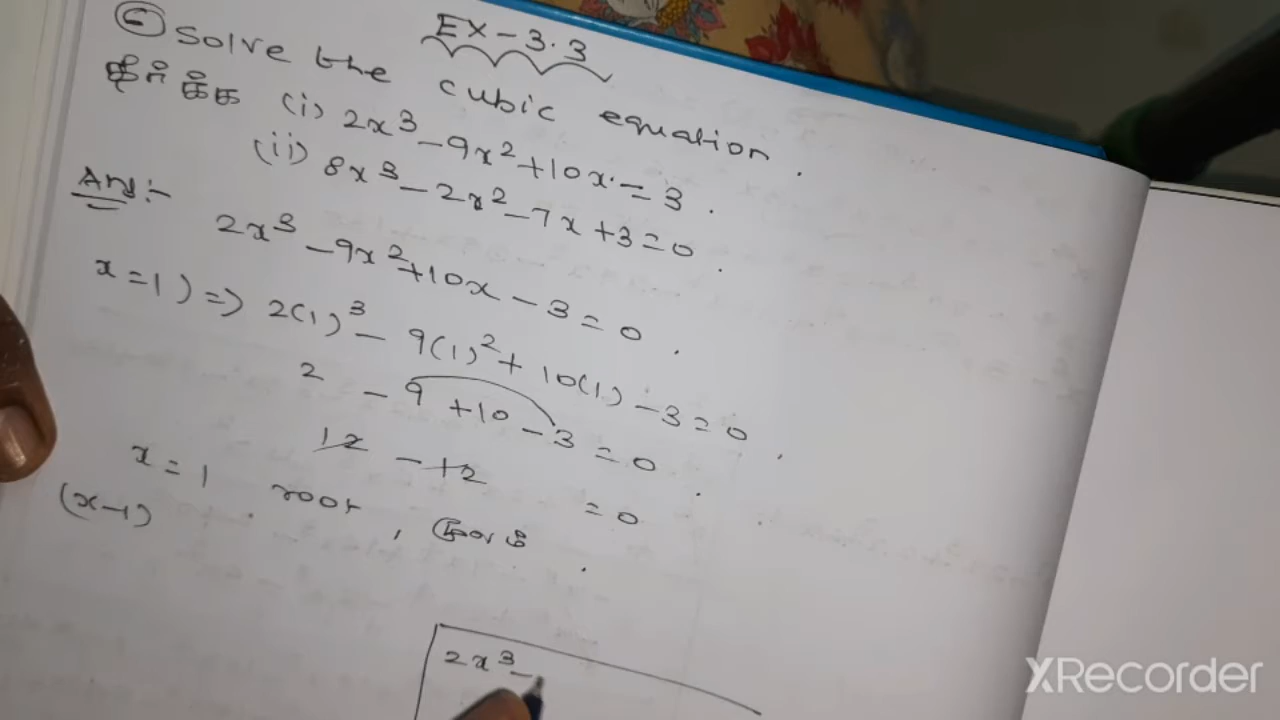 EX-3.3
⑥ Solve the cubic equation.
தீர்க்க (i) 2x³-9x²+10x=3.
(ii) 8x³-2x²-7x+3=0.
Ans:-
2x³-9x²+10x-3=0.
x=1) => 2(1)³-9(1)²+10(1)-3=0.
2-9+10-3=0.
12-12=0
x=1 root, மூலம்.
(x-1)
2x³-
XRecorder